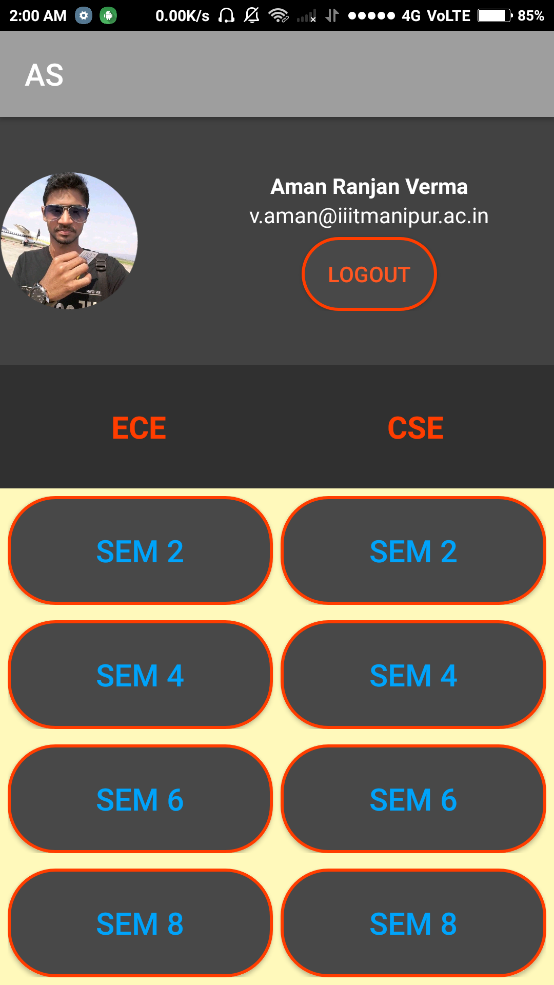 2:00 AM 0.00K/s 4G VoLTE 85%
AS
Aman Ranjan Verma
v.aman@iiitmanipur.ac.in
LOGOUT
ECE CSE
SEM 2 SEM 2
SEM 4 SEM 4
SEM 6 SEM 6
SEM 8 SEM 8